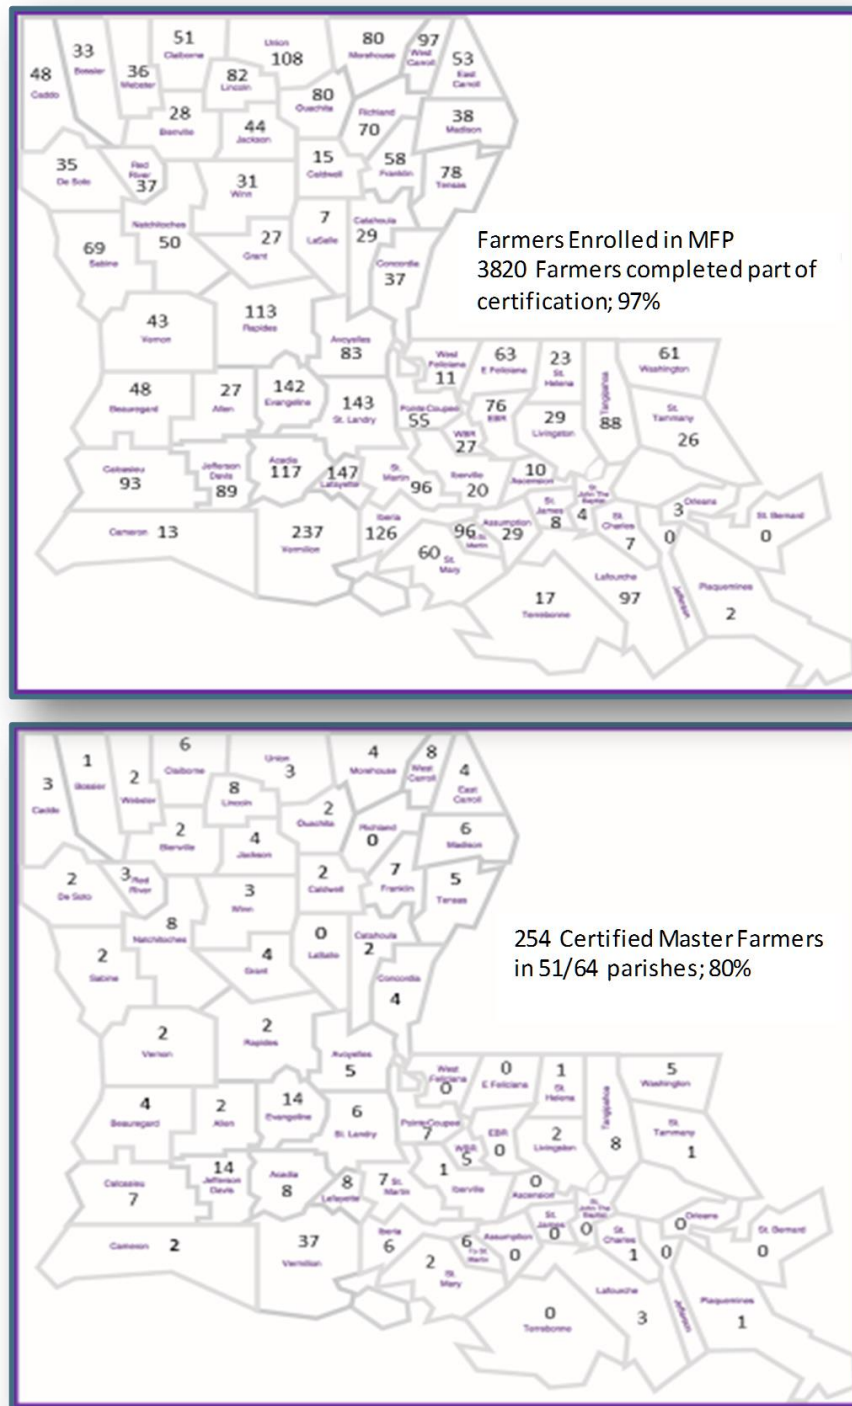 33
Bossier
51
Claiborne
Union
108
80
Morehouse
97
West
Carroll
53
East
Carroll
48
Caddo
36
Webster
82
Lincoln
80
Ouachita
28
Bienville
44
Jackson
Richland
70
38
Madison
35
De Soto
Red
River
37
31
Winn
15
Caldwell
58
Franklin
78
Tensas
69
Sabine
Natchitoches
50
27
Grant
7
LaSalle
Catahoula
29
Concordia
37
Farmers Enrolled in MFP
3820 Farmers completed part of
certification; 97%
43
Vernon
113
Rapides
Avoyelles
83
West
Feliciana
11
63
E Feliciana
23
St.
Helena
Tangipahoa
88
61
Washington
48
Beauregard
27
Allen
142
Evangeline
143
St. Landry
Pointe Coupee
55
76
EBR
WBR
27
29
Livingston
St.
Tammany
26
Calcasieu
93
Jefferson
Davis
89
Acadia
117
147
Lafayette
St.
Martin
96
Iberville
20
10
Ascension
St.
James
8
St.
John The
Baptist
4
St.
Charles
7
3
Orleans
St. Bernard
0
Cameron 13
237
Vermilion
Iberia
126
60
St.
Mary
96
Martin
Assumption
29
0
17
Terrebonne
Lafourche
97
Jefferson
Plaquemines
2
3
Caddo
1
Bossier
2
Webster
6
Claiborne
Union
3
4
Morehouse
8
West
Carroll
4
East
Carroll
8
Lincoln
2
Ouachita
2
Bienville
4
Jackson
Richland
0
6
Madison
2
De Soto
3
Red
River
3
Winn
2
Caldwell
7
Franklin
5
Tensas
8
Natchitoches
2
Sabine
4
Grant
0
LaSalle
Catahoula
2
Concordia
4
254 Certified Master Farmers
in 51/64 parishes; 80%
2
Vernon
2
Rapides
Avoyelles
5
West
Feliciana
0
0
E Feliciana
1
St.
Helena
Tangipahoa
8
5
Washington
4
Beauregard
2
Allen
14
Evangeline
6
St. Landry
Pointe Coupee
7
EBR
0
WBR
5
2
Livingston
St.
Tammany
1
Calcasieu
7
14
Jefferson
Davis
Acadia
8
8
Lafayette
7 St.
Martin
1
Iberville
0
Ascension
St.
James
0
St.
John The
Baptist
0
St.
Charles
1
0
Orleans
St. Bernard
0
Cameron 2
37
Vermilion
Iberia
6
2
St.
Mary
6
Martin
Assumption
0
0
0
Terrebonne
Lafourche
3
Jefferson
Plaquemines
1